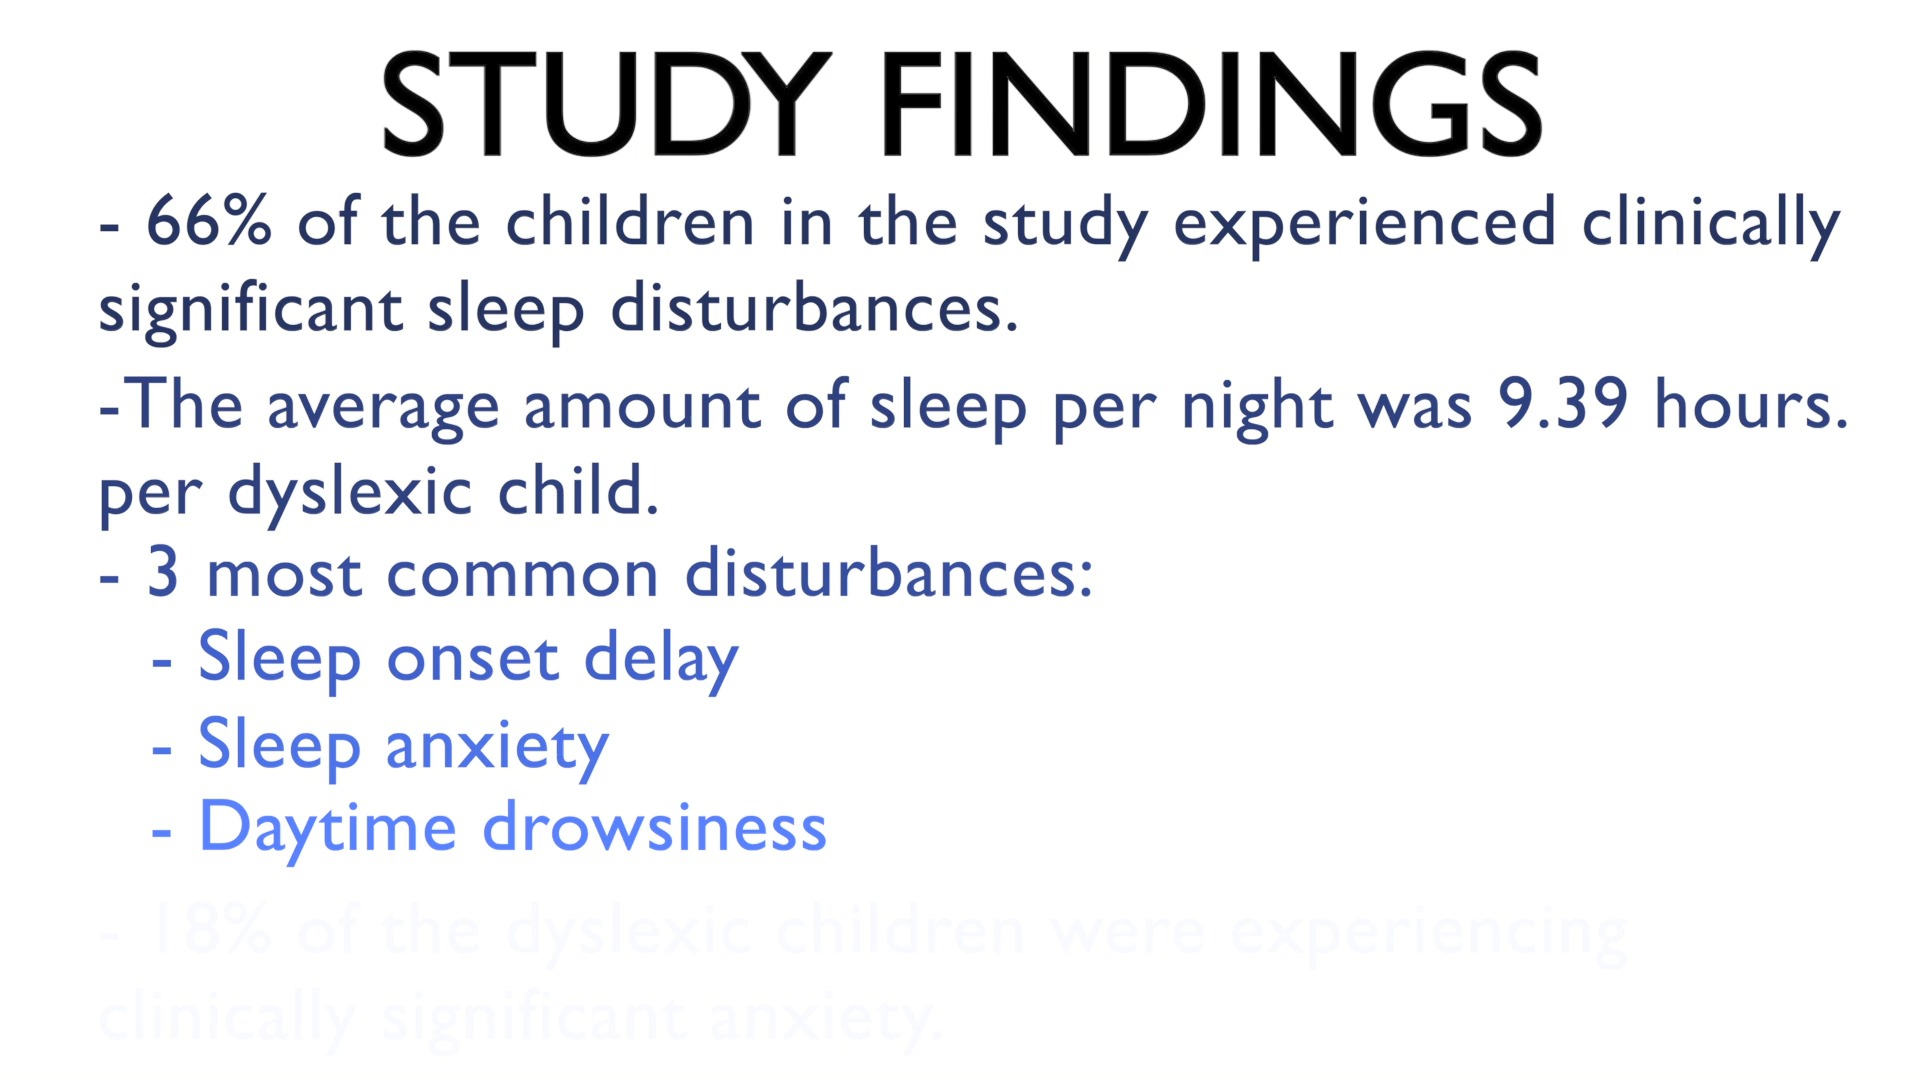 STUDY FINDINGS
- 66% of the children in the study experienced clinically
significant sleep disturbances.
-The average amount of sleep per night was 9.39 hours.
per dyslexic child.
- 3 most common disturbances:
- Sleep onset delay
- Sleep anxiety
- Daytime drowsiness
- 18% of the dyslexic children were experiencing
clinically significant anxiety.